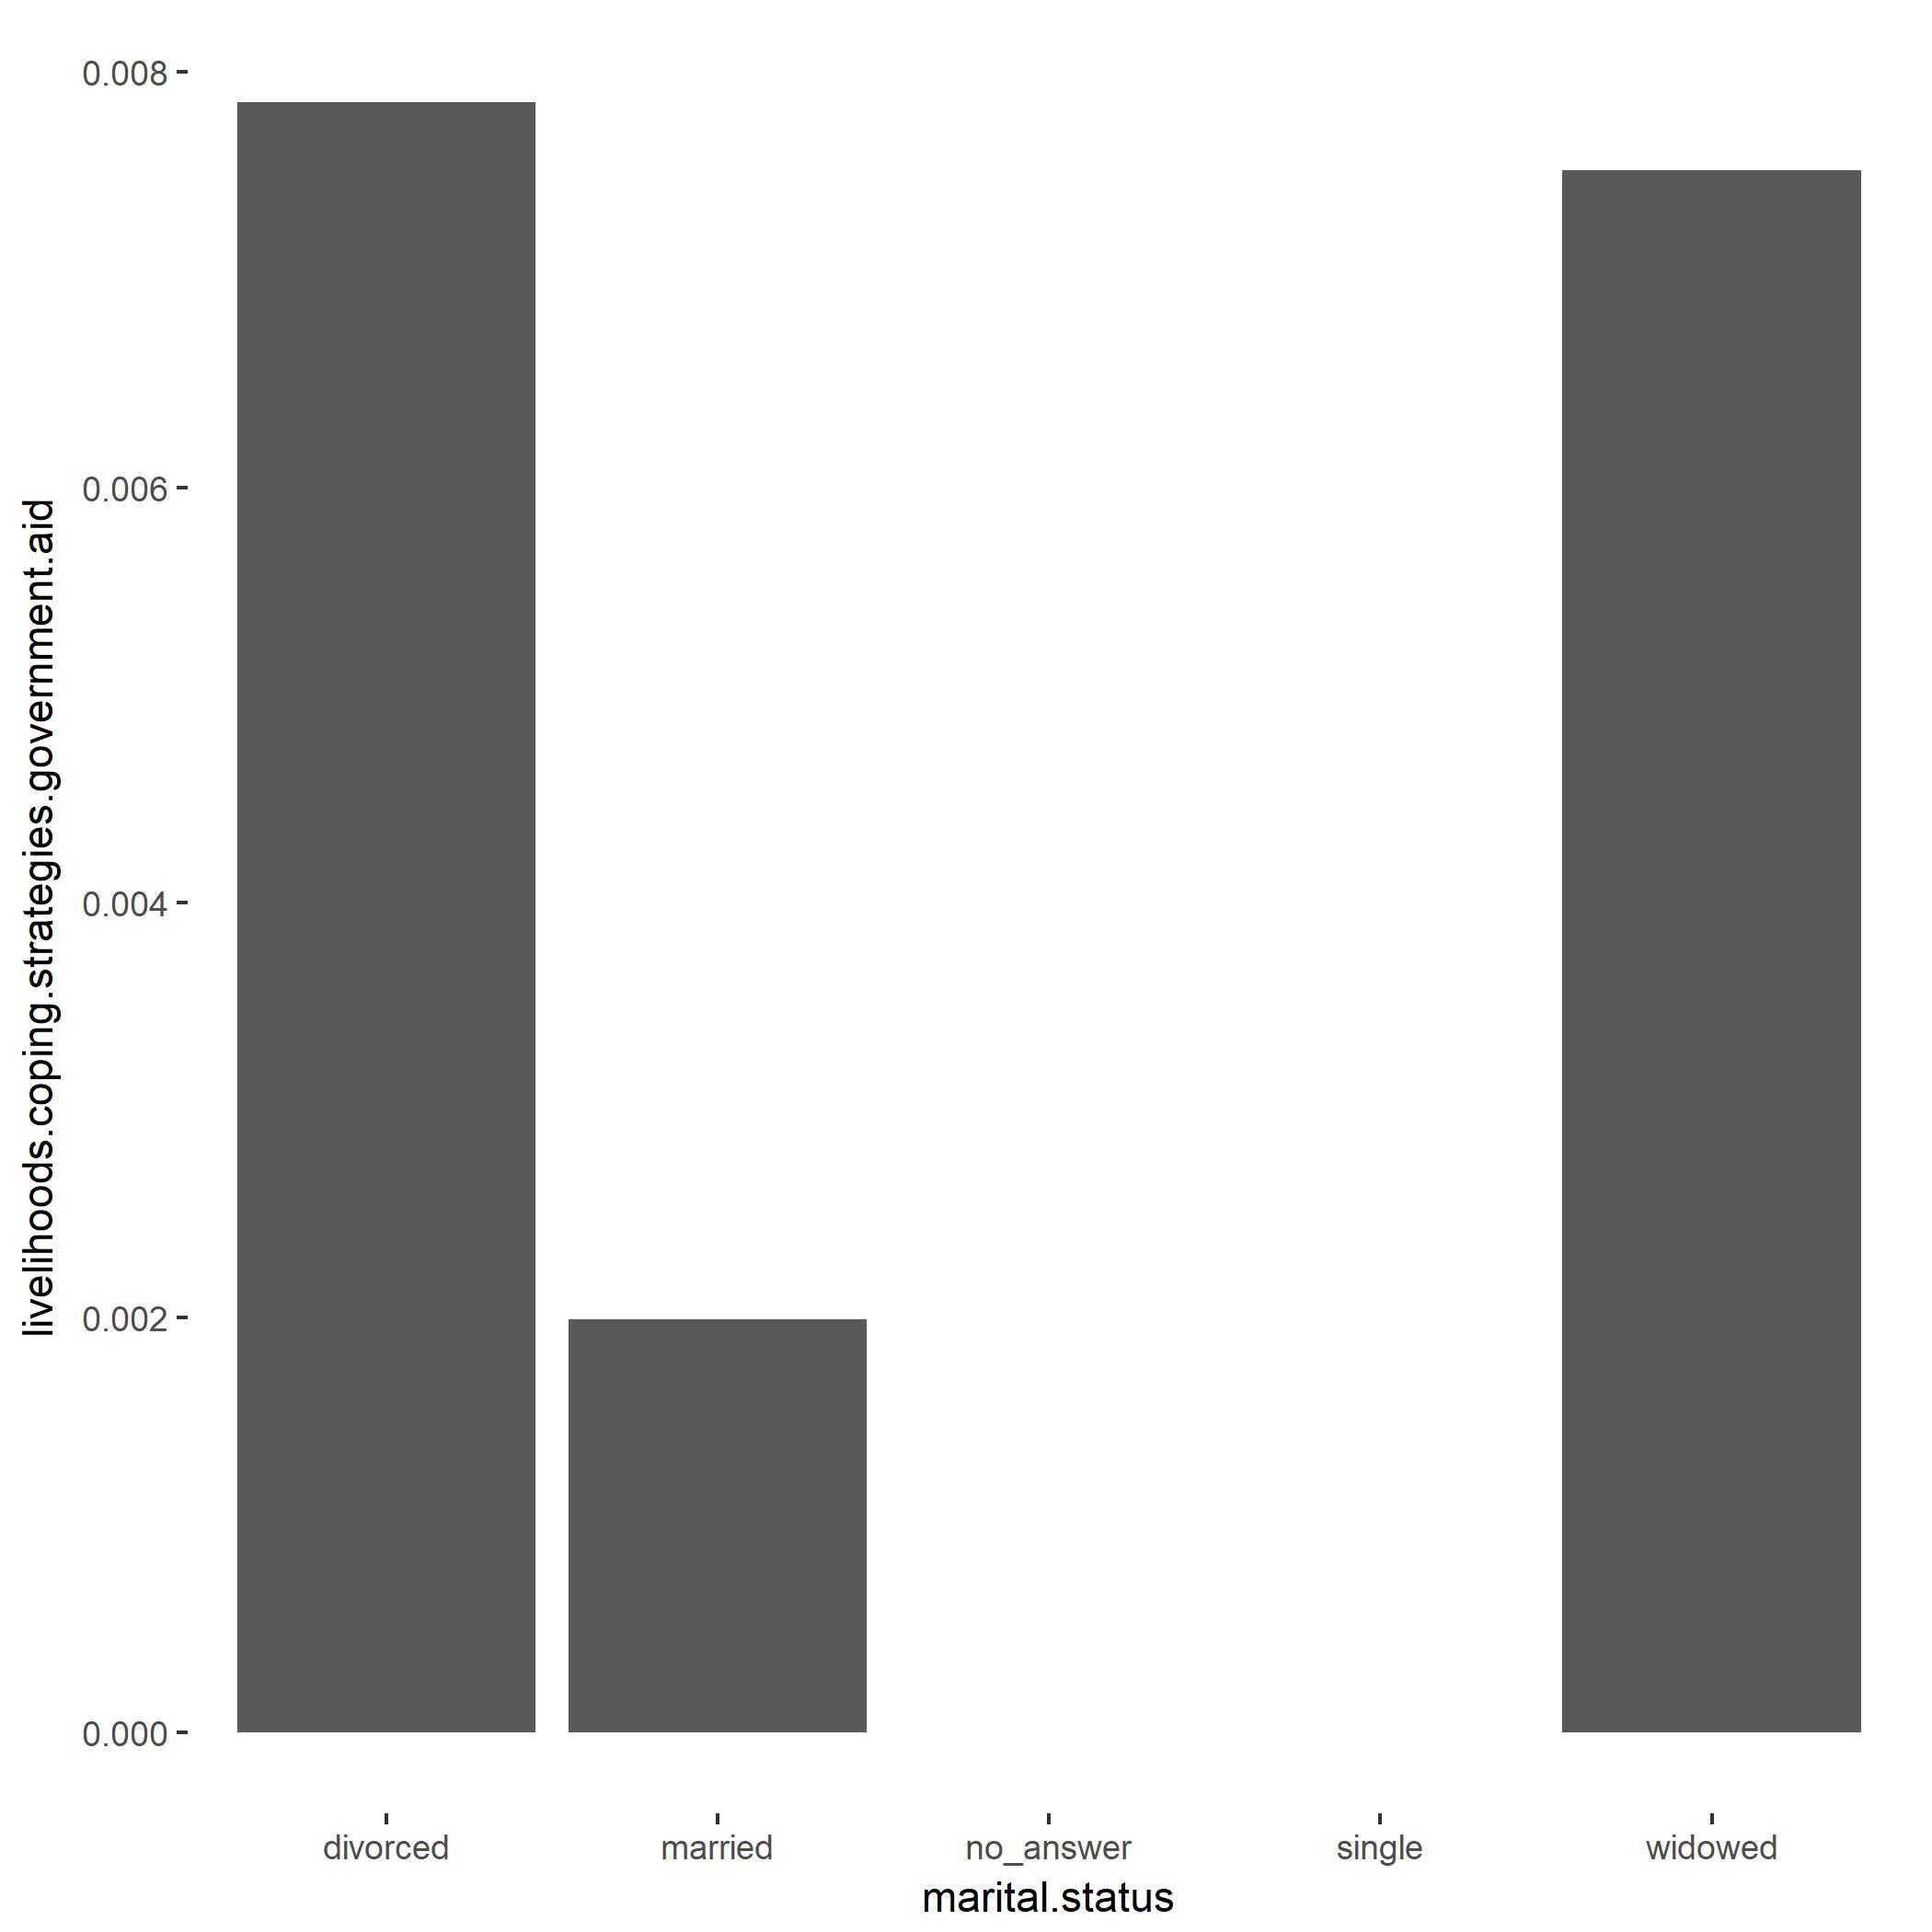 livelihoods.coping.strategies.government.aid
0.008
0.006
0.004
0.002
0.000
divorced married no_answer single widowed
marital.status